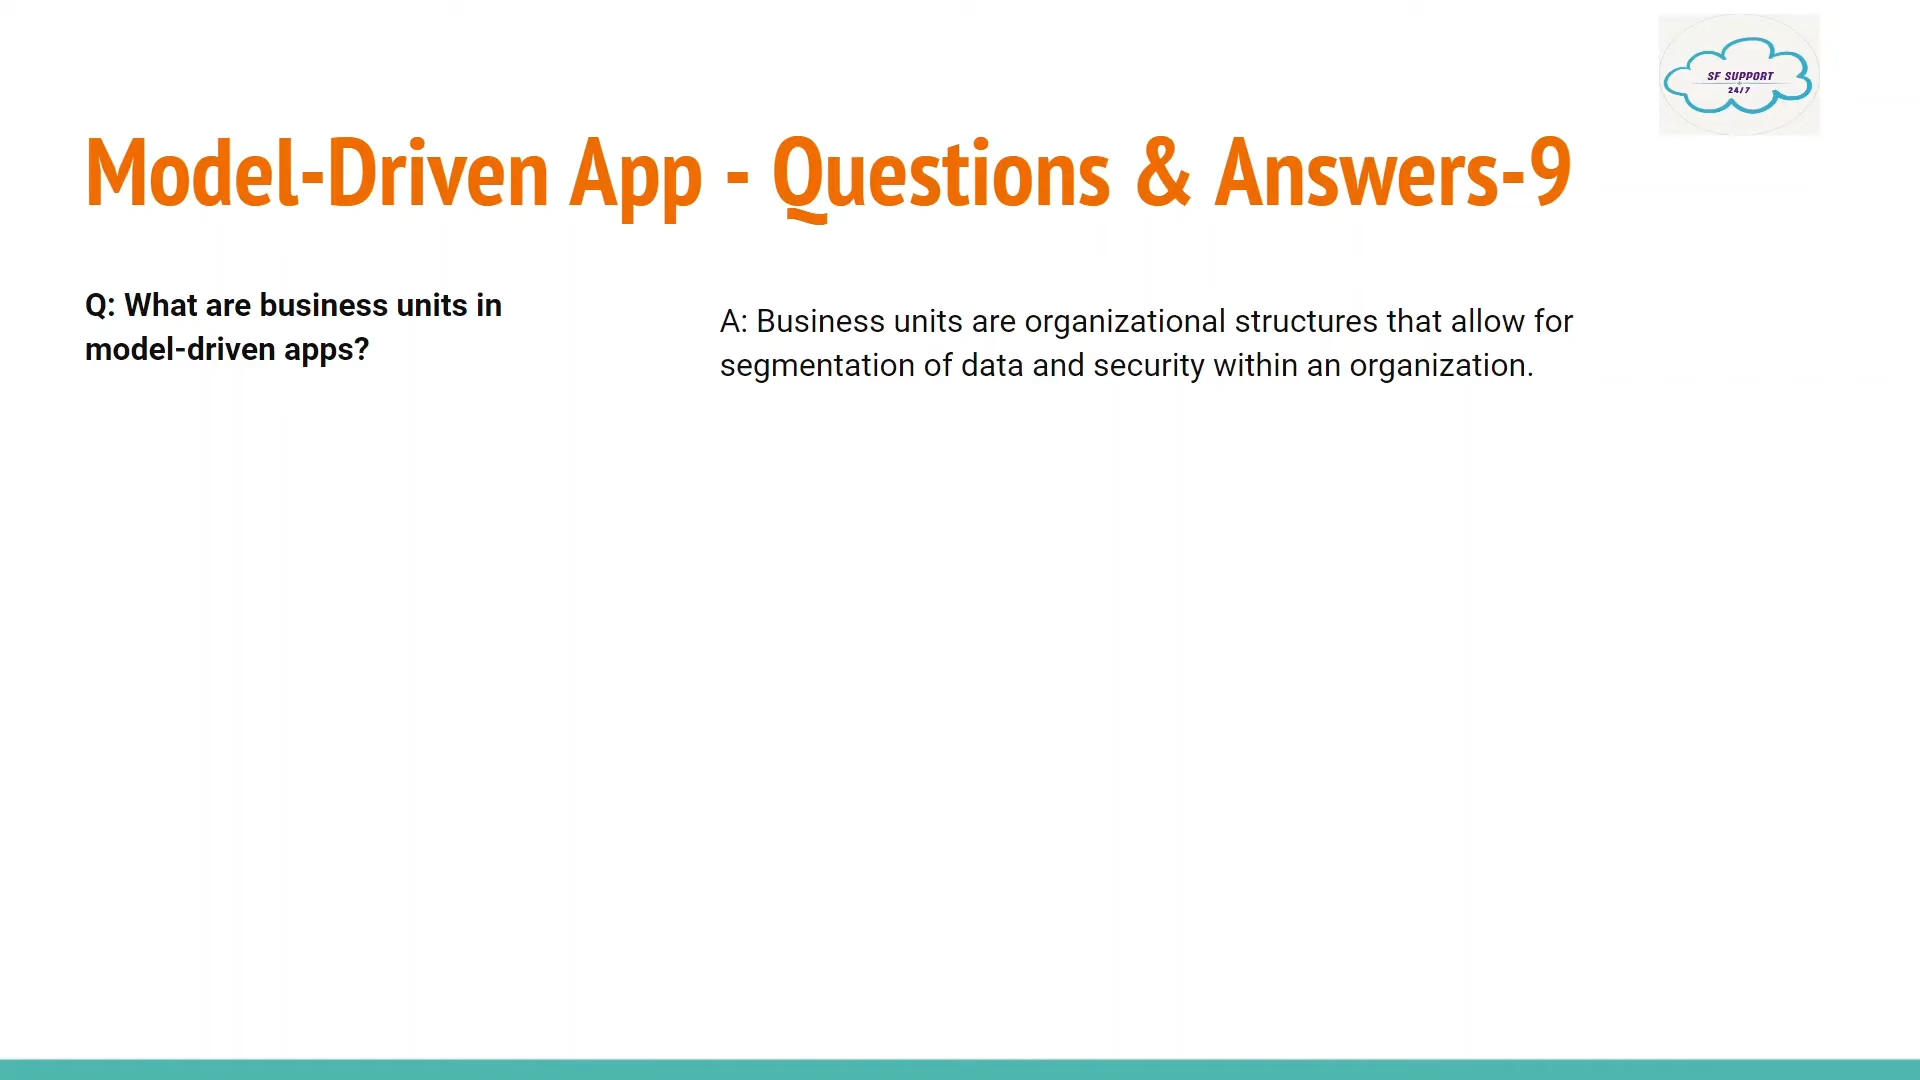 SF SUPPORT
24/7
Model-Driven App - Questions & Answers-9
Q: What are business units in
model-driven apps?
A: Business units are organizational structures that allow for
segmentation of data and security within an organization.